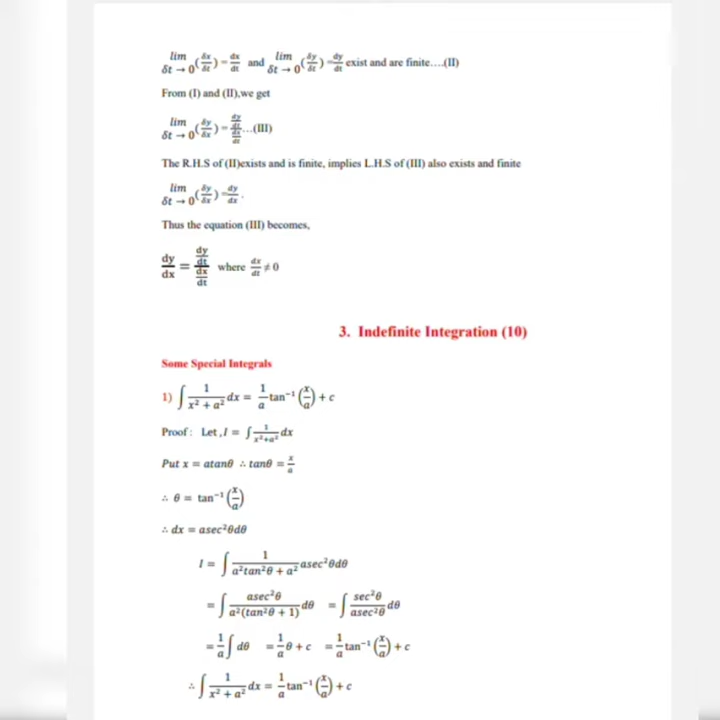 lim δt → 0 (δx/δt) = dx/dt and lim δt → 0 (δy/δt) = dy/dt exist and are finite….(II)
From (I) and (II),we get
lim δt → 0 (δy/δx) = (dy/dt)/(dx/dt) …(III)
The R.H.S of (II)exists and is finite, implies L.H.S of (III) also exists and finite
lim δt → 0 (δy/δx) = dy/dx .
Thus the equation (III) becomes,
dy/dx = (dy/dt)/(dx/dt) where dx/dt ≠ 0
3. Indefinite Integration (10)
Some Special Integrals
1) ∫ 1/(x² + a²) dx = 1/a tan⁻¹ (x/a) + c
Proof : Let ,I = ∫ 1/(x²+a²) dx
Put x = atanθ ∴ tanθ = x/a
∴ θ = tan⁻¹ (x/a)
∴ dx = asec²θdθ
I = ∫ 1/(a²tan²θ + a²) asec²θdθ
= ∫ asec²θ/(a²(tan²θ + 1)) dθ = ∫ sec²θ/(asec²θ) dθ
= 1/a ∫ dθ = 1/a θ + c = 1/a tan⁻¹ (x/a) + c
∴ ∫ 1/(x² + a²) dx = 1/a tan⁻¹ (x/a) + c